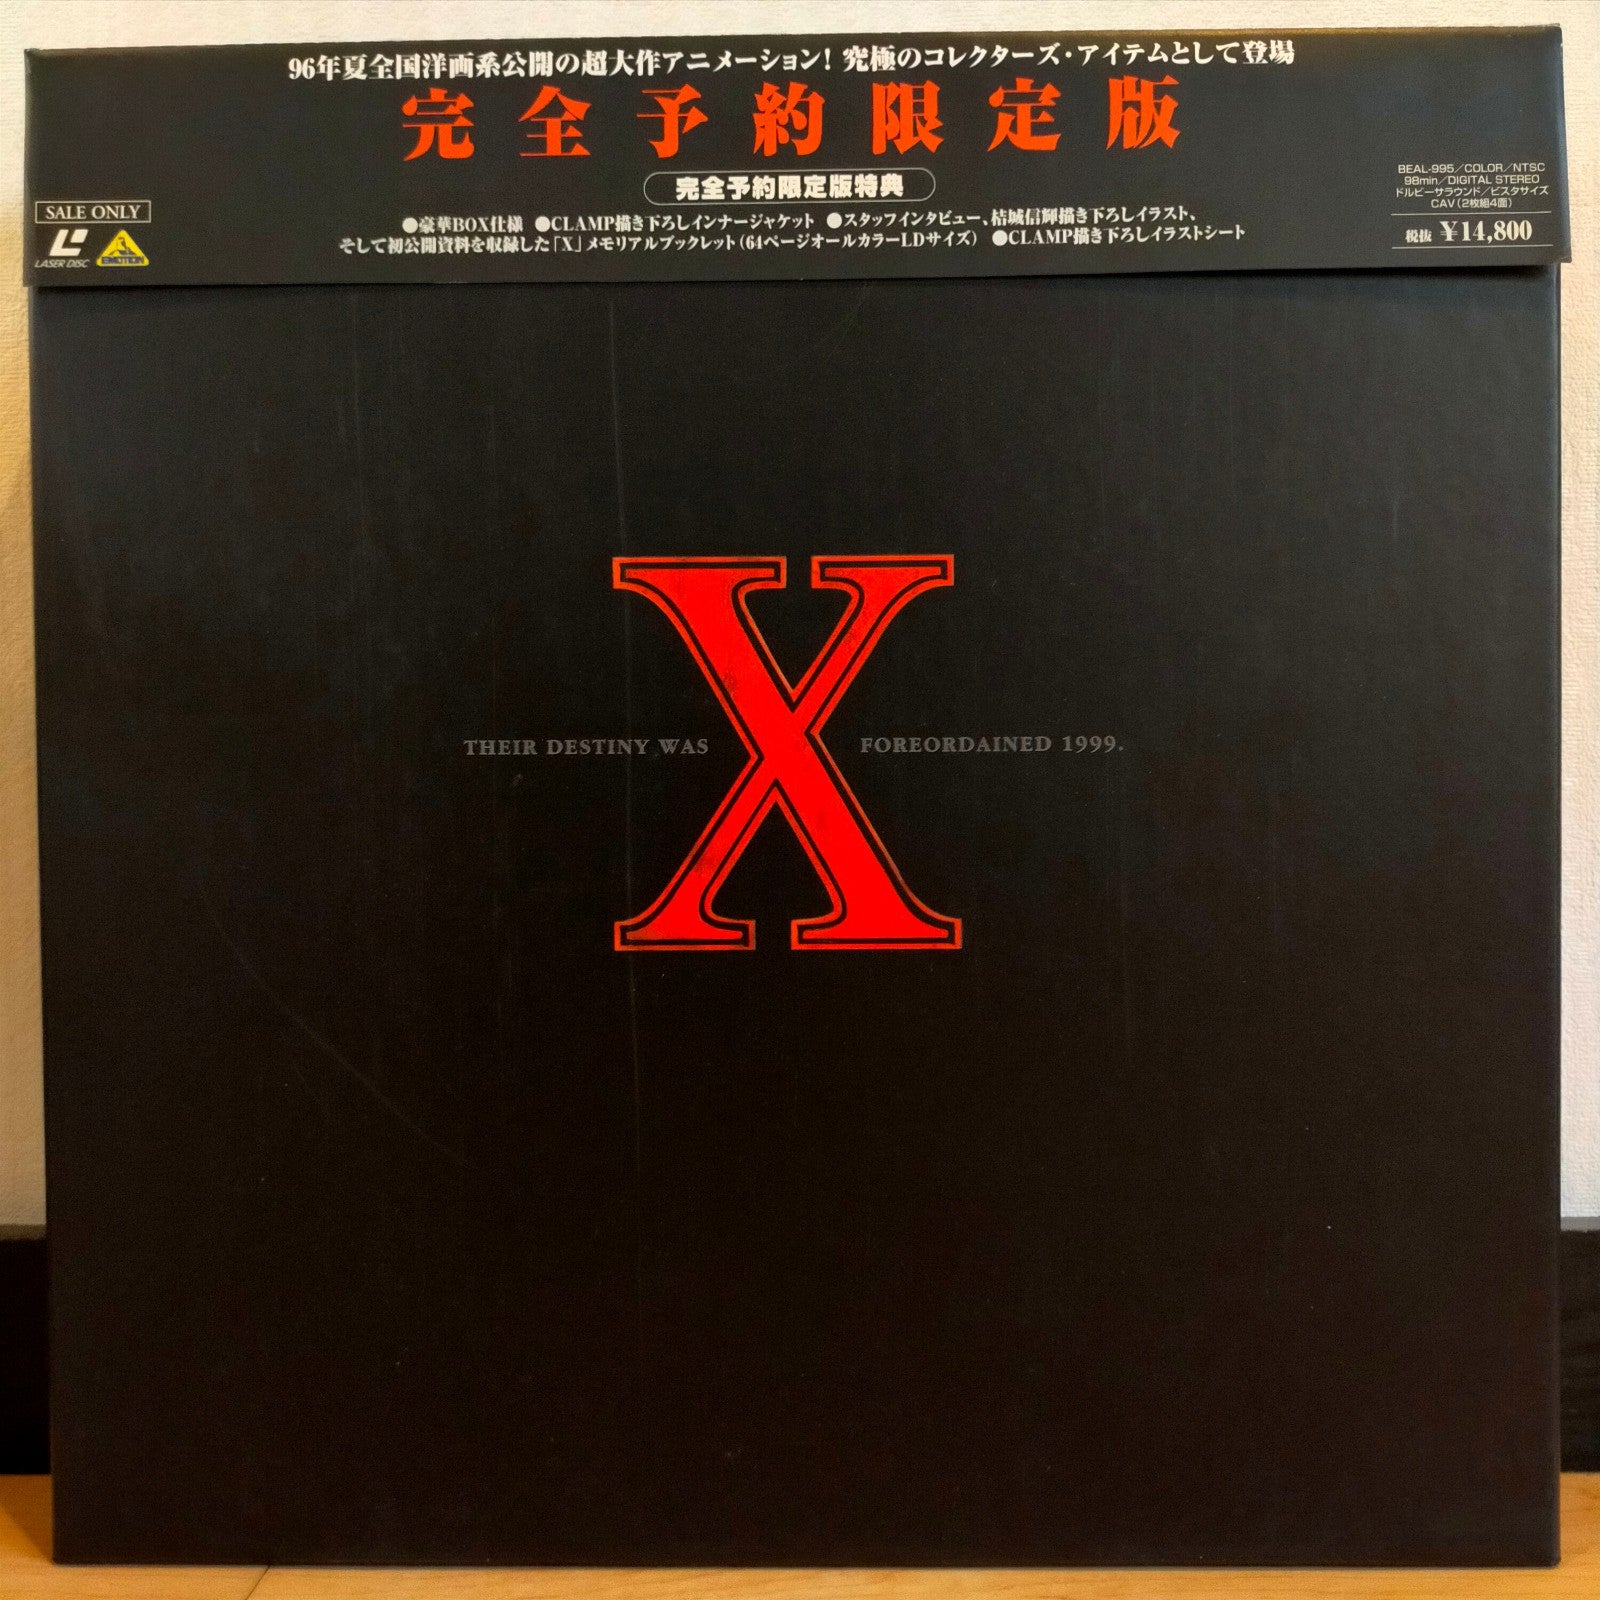 96年夏全国洋画系公開の超大作アニメーション! 究極のコレクターズ・アイテムとして登場
完全予約限定版
完全予約限定版特典
●豪華BOX仕様 ●CLAMP描き下ろしインナージャケット ●スタッフインタビュー、結城信輝描き下ろしイラスト、
そして初公開資料を収録した「X」メモリアルブックレット(64ページオールカラーLDサイズ) ●CLAMP描き下ろしイラストシート
SALE ONLY
LASER DISC
EMOTION
BEAL-995/COLOR/NTSC
98min/DIGITAL STEREO
ドルビーサラウンド/ビスタサイズ
CAV(2枚組4面)
税抜 ¥14,800
X
THEIR DESTINY WAS FOREORDAINED 1999.